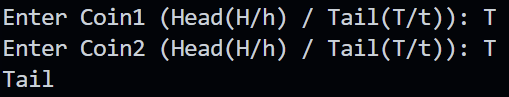 Enter Coin1 (Head(H/h) / Tail(T/t)): T
Enter Coin2 (Head(H/h) / Tail(T/t)): T
Tail